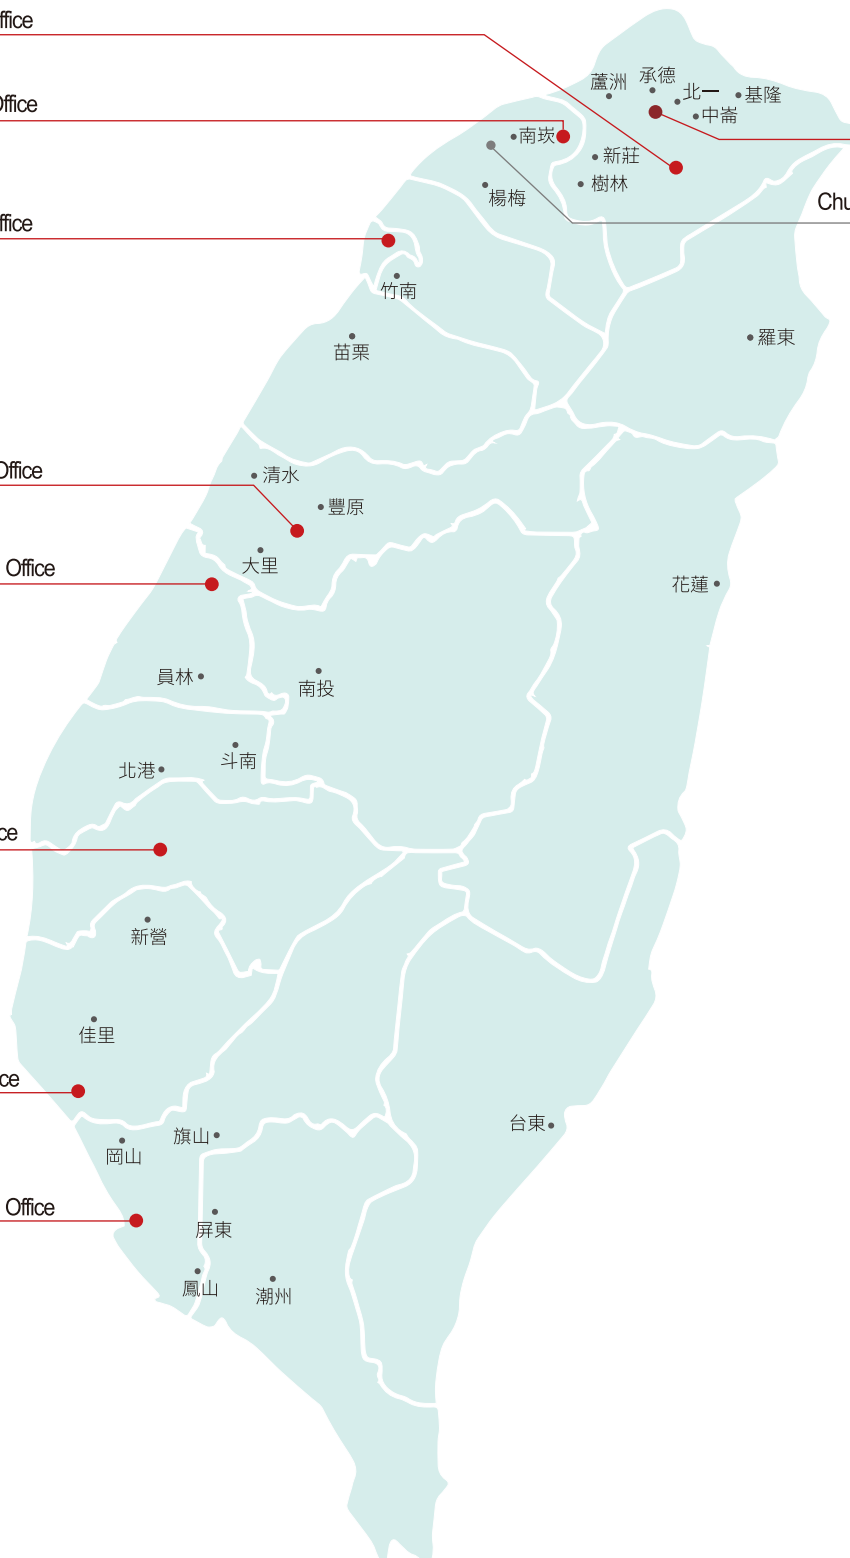 ffice
承德
蘆洲
北一
基隆
Office
中崙
南崁
新莊
樹林
楊梅
Chu
ffice
竹南
羅東
苗栗
Office
清水
豐原
大里
Office
花蓮
員林
南投
斗南
北港
ce
新營
佳里
ce
台東
旗山
岡山
Office
屏東
鳳山
潮州